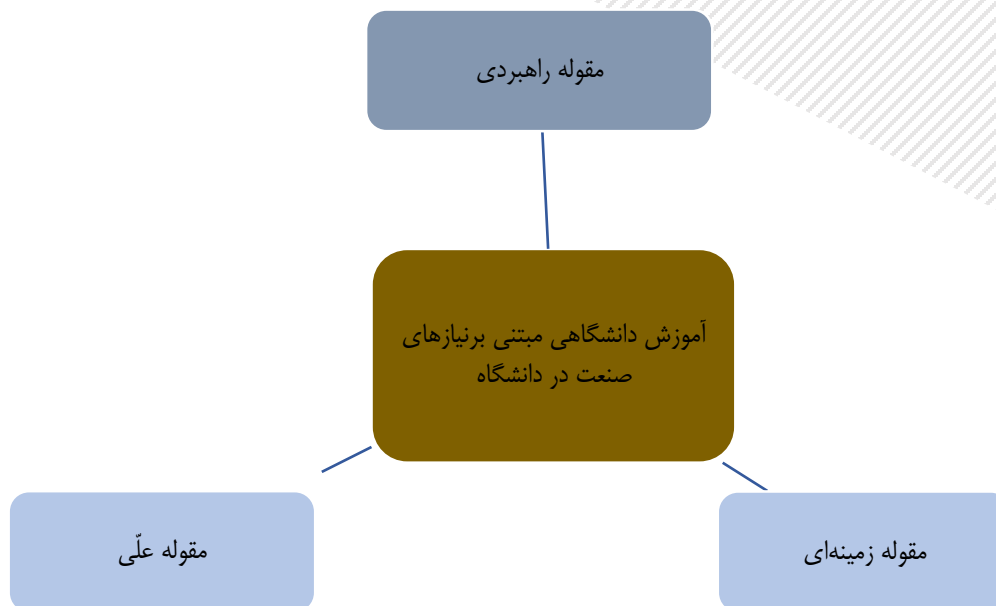 مقوله راهبردی
آموزش دانشگاهی مبتنی برنیازهای
صنعت در دانشگاه
مقوله زمینه‌ای
مقوله علّی